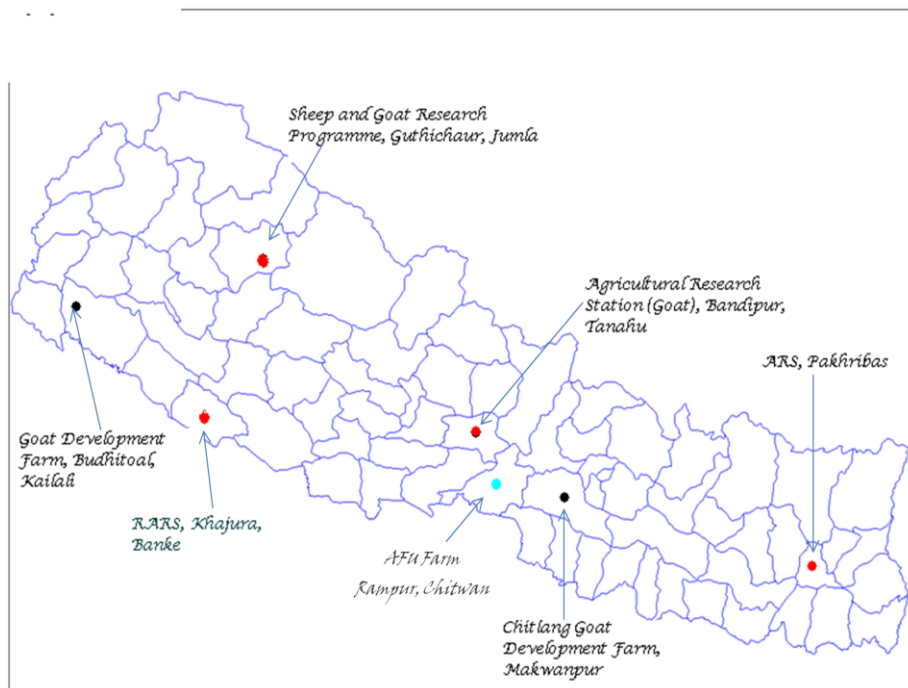 Sheep and Goat Research
Programme, Guthichaur, Jumla
Agricultural Research
Station (Goat), Bandipur,
Tanahu
ARS, Pakhribas
Goat Development
Farm, Budhitoal,
Kailali
RARS, Khajura,
Banke
AFU Farm
Rampur, Chitwan
Chitlang Goat
Development Farm,
Makwanpur